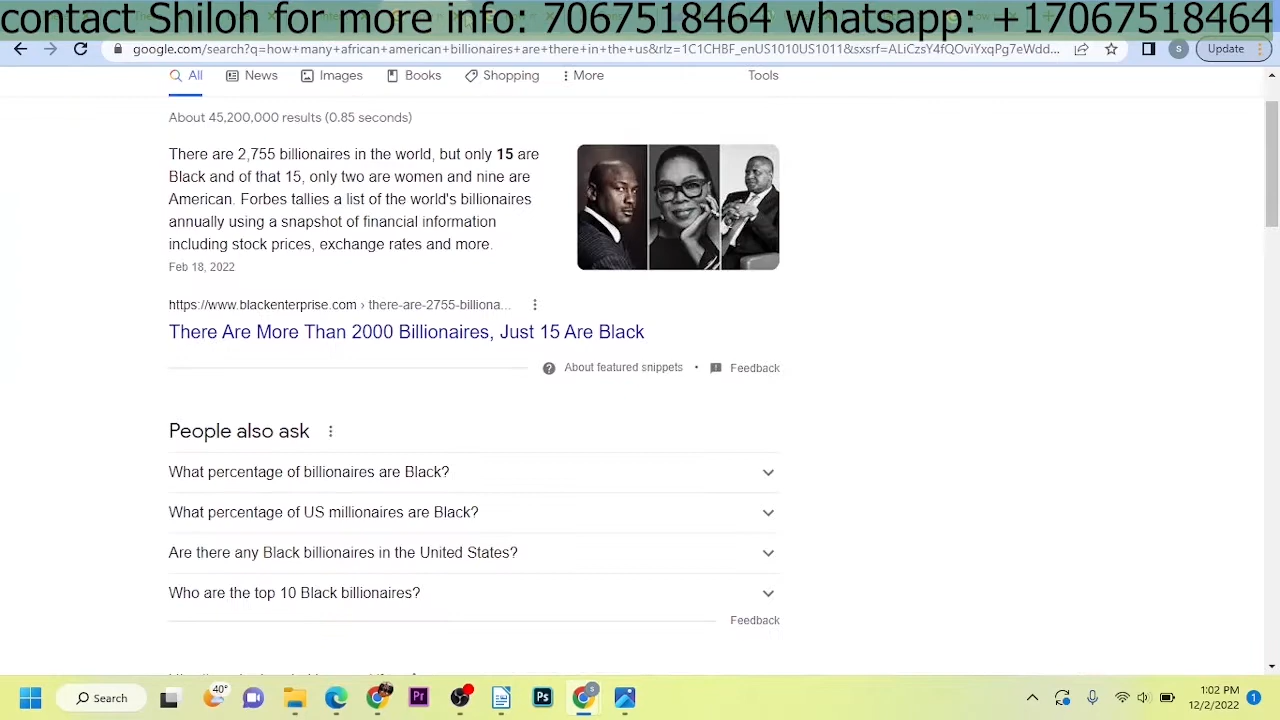 contact Shiloh for more info: 7067518464 whatsapp: +17067518464
google.com/search?q=how+many+african+american+billionaires+are+there+in+the+us&rlz=1C1CHBF_enUS1010US1011&sxsrf=ALiCzsY4fQOviYxqPg7eWdd...
S
Update
All
News
Images
Books
Shopping
More
Tools
About 45,200,000 results (0.85 seconds)
There are 2,755 billionaires in the world, but only 15 are
Black and of that 15, only two are women and nine are
American. Forbes tallies a list of the world's billionaires
annually using a snapshot of financial information
including stock prices, exchange rates and more.
Feb 18, 2022
https://www.blackenterprise.com › there-are-2755-billiona...
There Are More Than 2000 Billionaires, Just 15 Are Black
About featured snippets • Feedback
People also ask
What percentage of billionaires are Black?
What percentage of US millionaires are Black?
Are there any Black billionaires in the United States?
Who are the top 10 Black billionaires?
Feedback
Search
40°
Pr
Ps
S
1:02 PM
12/2/2022
1